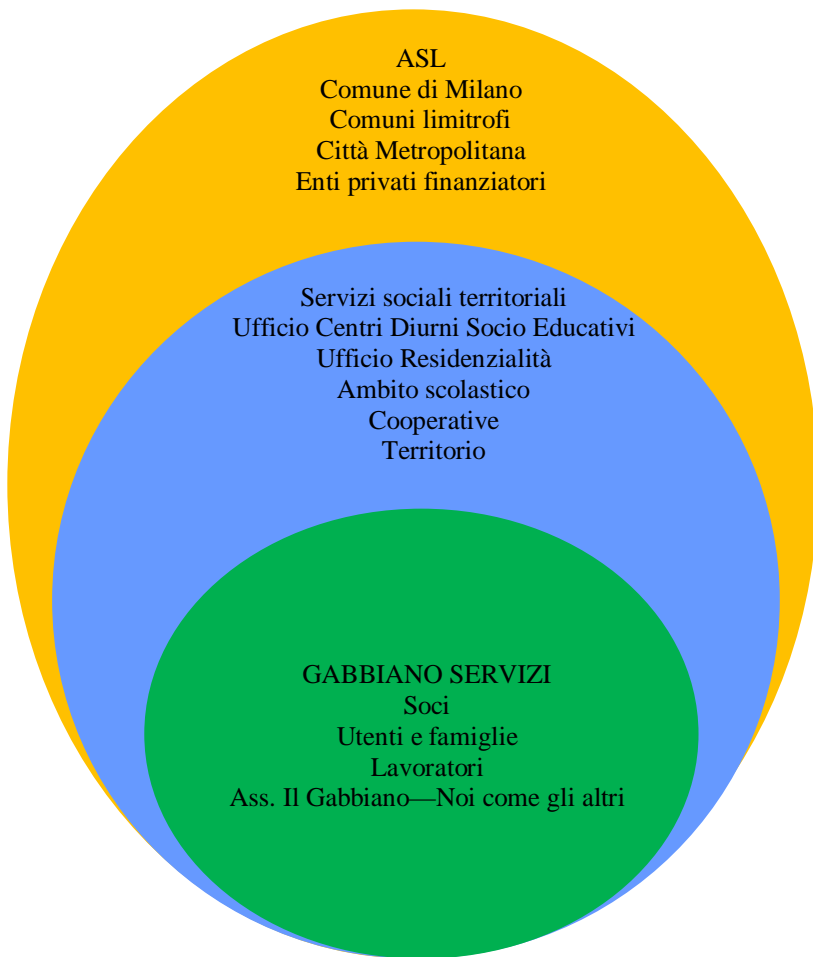 ASL
Comune di Milano
Comuni limitrofi
Città Metropolitana
Enti privati finanziatori
Servizi sociali territoriali
Ufficio Centri Diurni Socio Educativi
Ufficio Residenzialità
Ambito scolastico
Cooperative
Territorio
GABBIANO SERVIZI
Soci
Utenti e famiglie
Lavoratori
Ass. Il Gabbiano—Noi come gli altri